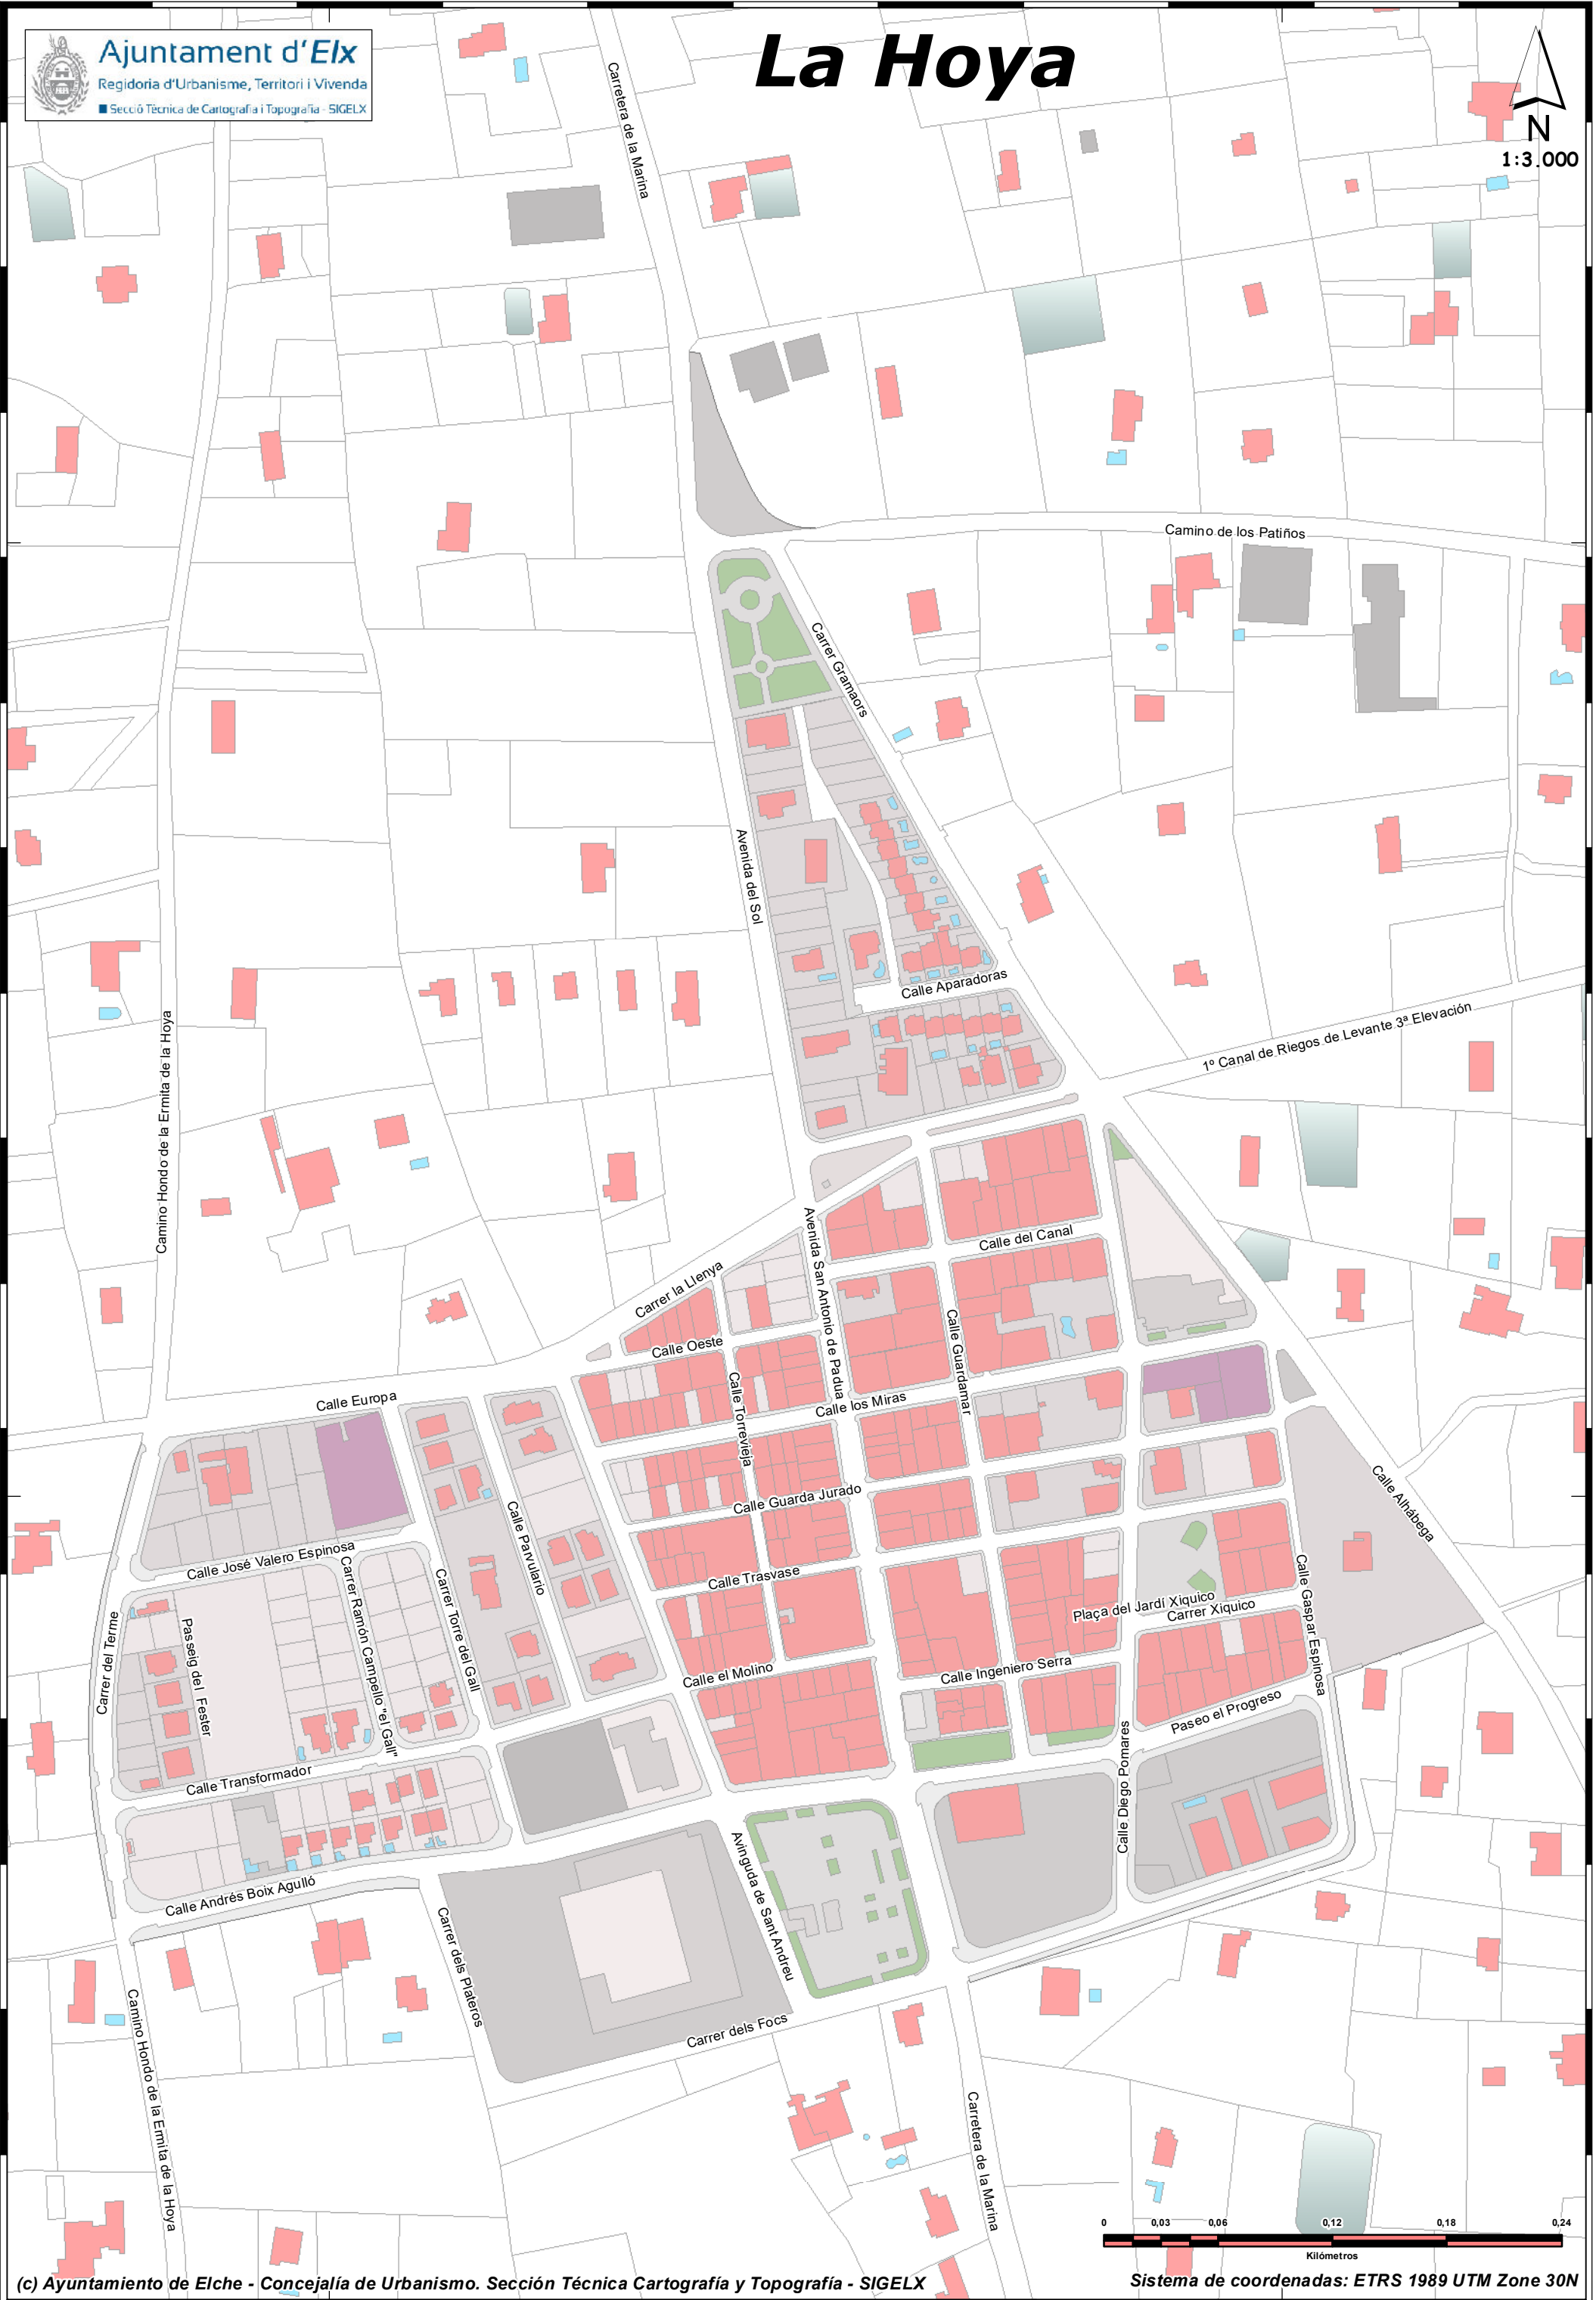 La Hoya
Ajuntament d'Elx
Regidoria d'Urbanisme, Territori i Vivenda
Secció Tècnica de Cartografia i Topografia - SIGELX
N
1:3.000
Carretera de la Marina
Camino de los Patiños
Carrer Gramaors
Avenida del Sol
Calle Aparadoras
1º Canal de Riegos de Levante 3ª Elevación
Camino Hondo de la Ermita de la Hoya
Avenida San Antonio de Padua
Calle del Canal
Carrer la Llenya
Calle Oeste
Calle Guardamar
Calle Torrevieja
Calle los Miras
Calle Europa
Calle Guarda Jurado
Calle Parvulario
Calle Alhábega
Calle José Valero Espinosa
Carrer Ramón Campello "el Gall"
Carrer Torre del Gall
Calle Trasvase
Calle Gaspar Espinosa
Plaça del Jardí Xiquico
Carrer Xiquico
Carrer del Terme
Passeig del Fester
Calle el Molino
Calle Ingeniero Serra
Paseo el Progreso
Calle Diego Pomares
Calle Transformador
Avinguda de Sant Andreu
Calle Andrés Boix Agulló
Carrer dels Plateros
Carrer dels Focs
Camino Hondo de la Ermita de la Hoya
Carretera de la Marina
0 0,03 0,06 0,12 0,18 0,24
Kilómetros
(c) Ayuntamiento de Elche - Concejalía de Urbanismo. Sección Técnica Cartografía y Topografía - SIGELX
Sistema de coordenadas: ETRS 1989 UTM Zone 30N